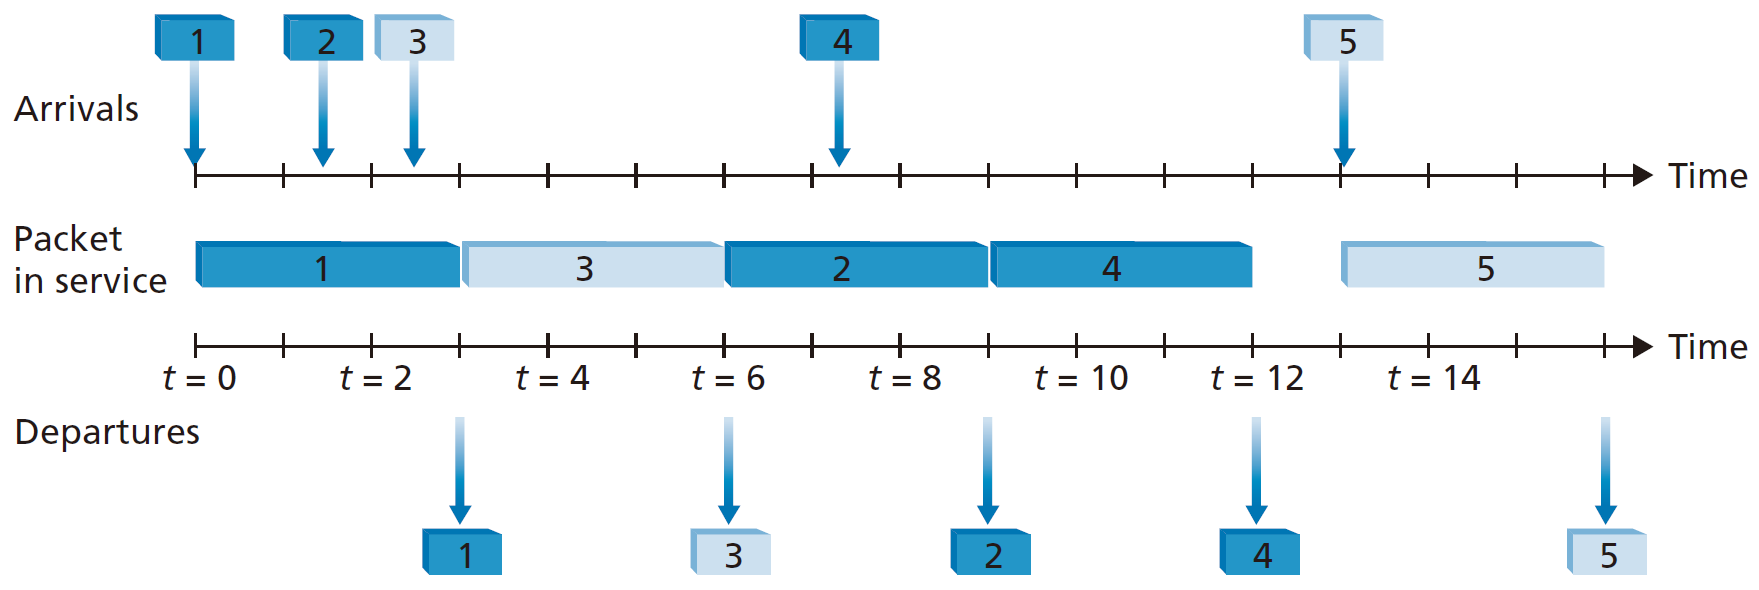 1 2 3 4 5
Arrivals
Time
Packet
in service
1 3 2 4 5
Time
t = 0 t = 2 t = 4 t = 6 t = 8 t = 10 t = 12 t = 14
Departures
1 3 2 4 5